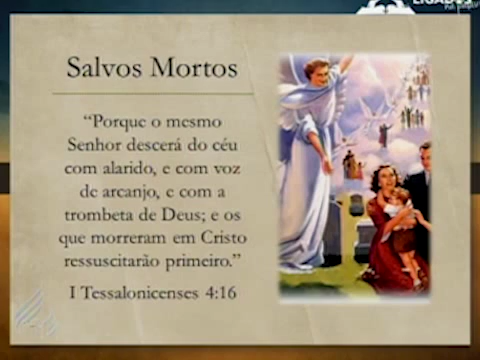 LIGADOS
Salvos Mortos
“Porque o mesmo
Senhor descerá do céu
com alarido, e com voz
de arcanjo, e com a
trombeta de Deus; e os
que morreram em Cristo
ressuscitarão primeiro.”
I Tessalonicenses 4:16